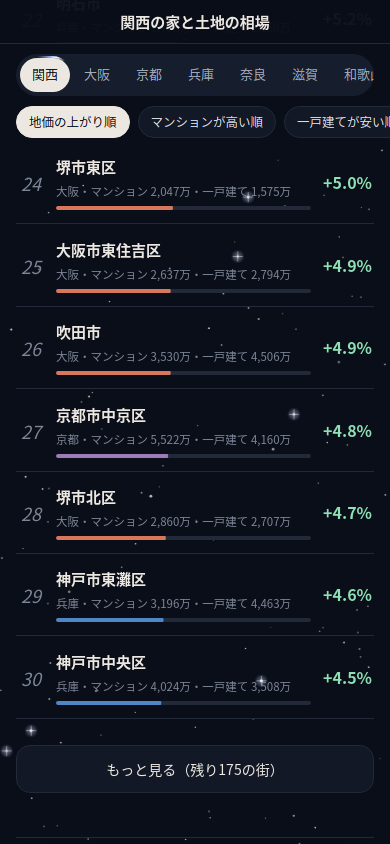 22 明石市 +5.2%
関西の家と土地の相場
関西 大阪 京都 兵庫 奈良 滋賀
地価の上がり順 マンションが高い順 一戸建てが安い
24 堺市東区 +5.0%
大阪・マンション 2,047万・一戸建て 1,575万
25 大阪市東住吉区 +4.9%
大阪・マンション 2,637万・一戸建て 2,794万
26 吹田市 +4.9%
大阪・マンション 3,530万・一戸建て 4,506万
27 京都市中京区 +4.8%
京都・マンション 5,522万・一戸建て 4,160万
28 堺市北区 +4.7%
大阪・マンション 2,860万・一戸建て 2,707万
29 神戸市東灘区 +4.6%
兵庫・マンション 3,196万・一戸建て 4,463万
30 神戸市中央区 +4.5%
兵庫・マンション 4,024万・一戸建て 3,508万
もっと見る（残り175の街）